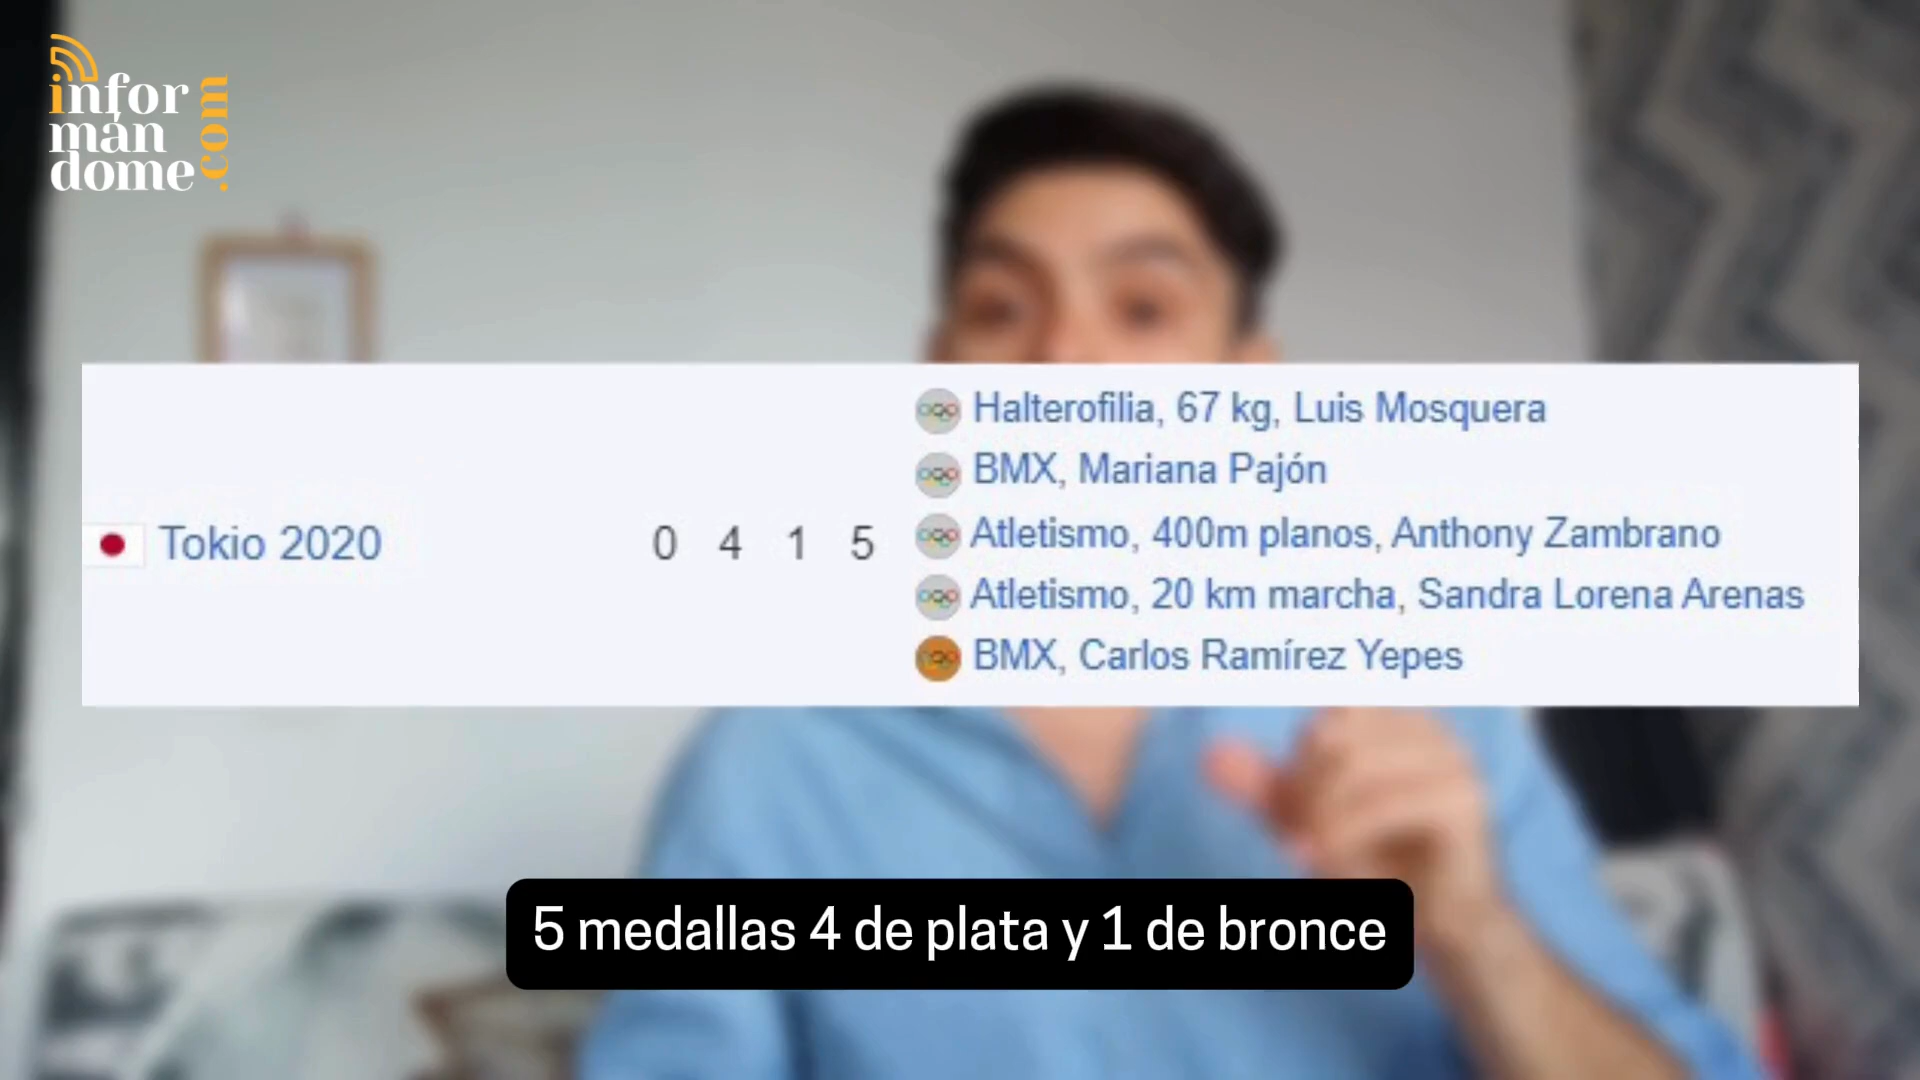 infor
mán
dome
.com
Halterofilia, 67 kg, Luis Mosquera
BMX, Mariana Pajón
Tokio 2020 0 4 1 5
Atletismo, 400m planos, Anthony Zambrano
Atletismo, 20 km marcha, Sandra Lorena Arenas
BMX, Carlos Ramírez Yepes
5 medallas 4 de plata y 1 de bronce